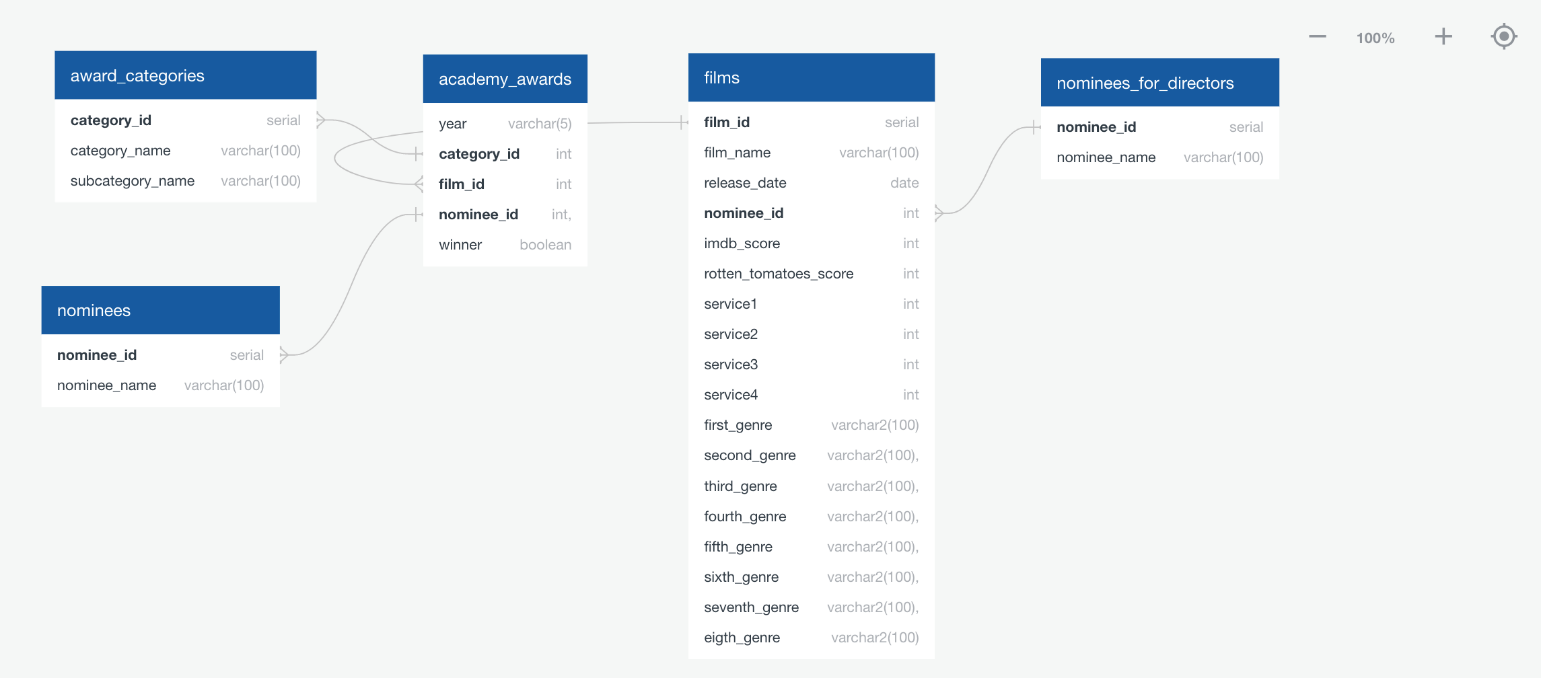 100%
award_categories
category_id serial
category_name varchar(100)
subcategory_name varchar(100)
academy_awards
year varchar(5)
category_id int
film_id int
nominee_id int,
winner boolean
films
film_id serial
film_name varchar(100)
release_date date
nominee_id int
imdb_score int
rotten_tomatoes_score int
service1 int
service2 int
service3 int
service4 int
first_genre varchar2(100)
second_genre varchar2(100),
third_genre varchar2(100),
fourth_genre varchar2(100),
fifth_genre varchar2(100),
sixth_genre varchar2(100),
seventh_genre varchar2(100),
eigth_genre varchar2(100)
nominees_for_directors
nominee_id serial
nominee_name varchar(100)
nominees
nominee_id serial
nominee_name varchar(100)